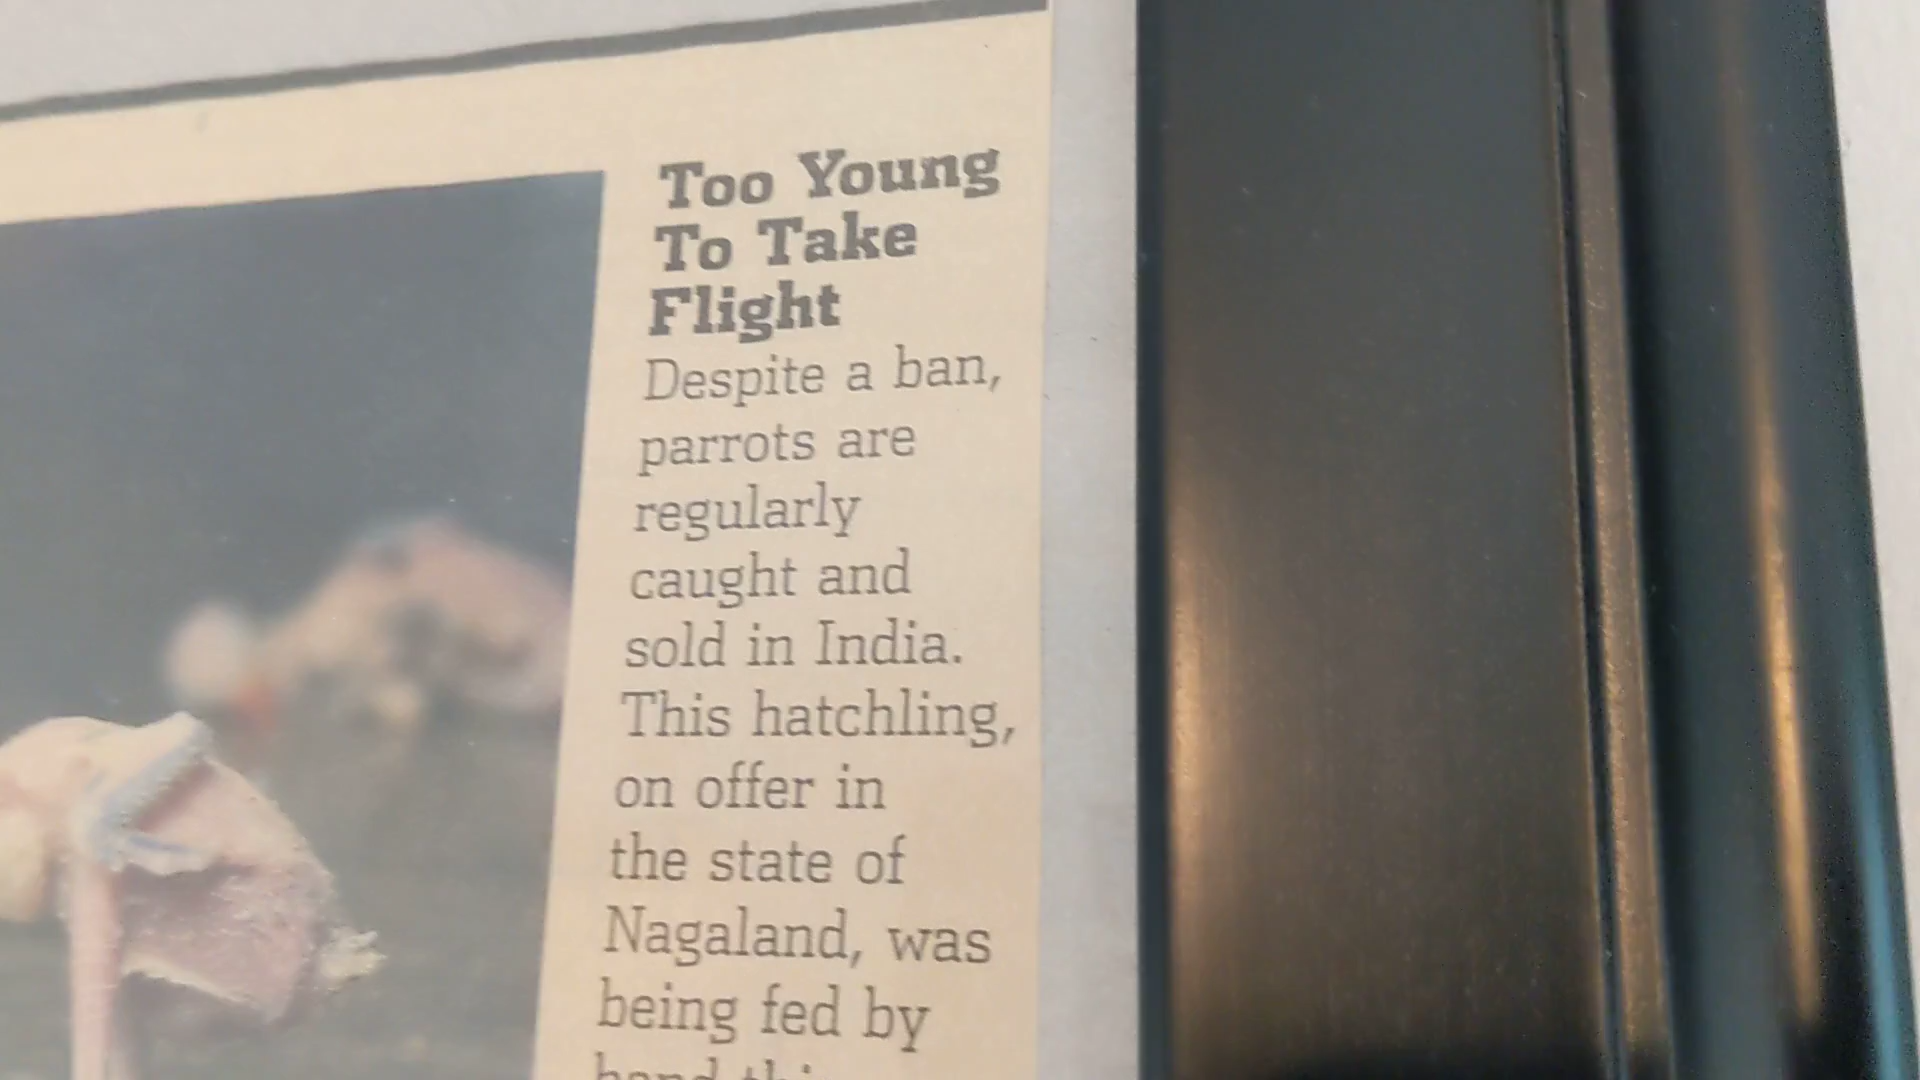 Too Young
To Take
Flight
Despite a ban,
parrots are
regularly
caught and
sold in India.
This hatchling,
on offer in
the state of
Nagaland, was
being fed by
hand